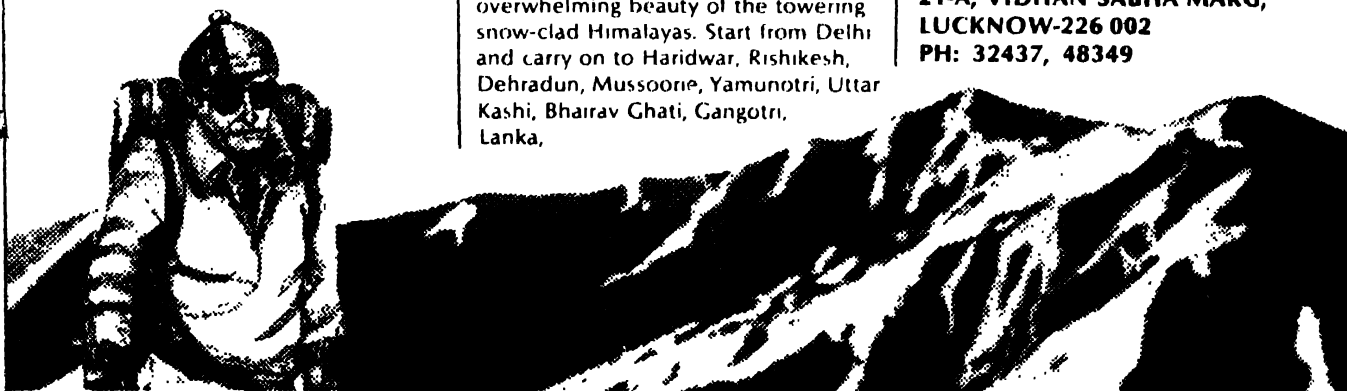 overwhelming beauty of the towering
snow-clad Himalayas. Start from Delhi
and carry on to Haridwar, Rishikesh,
Dehradun, Mussoorie, Yamunotri, Uttar
Kashi, Bhairav Ghati, Gangotri,
Lanka,
21-A, VIDHAN SABHA MARG,
LUCKNOW-226 002
PH: 32437, 48349